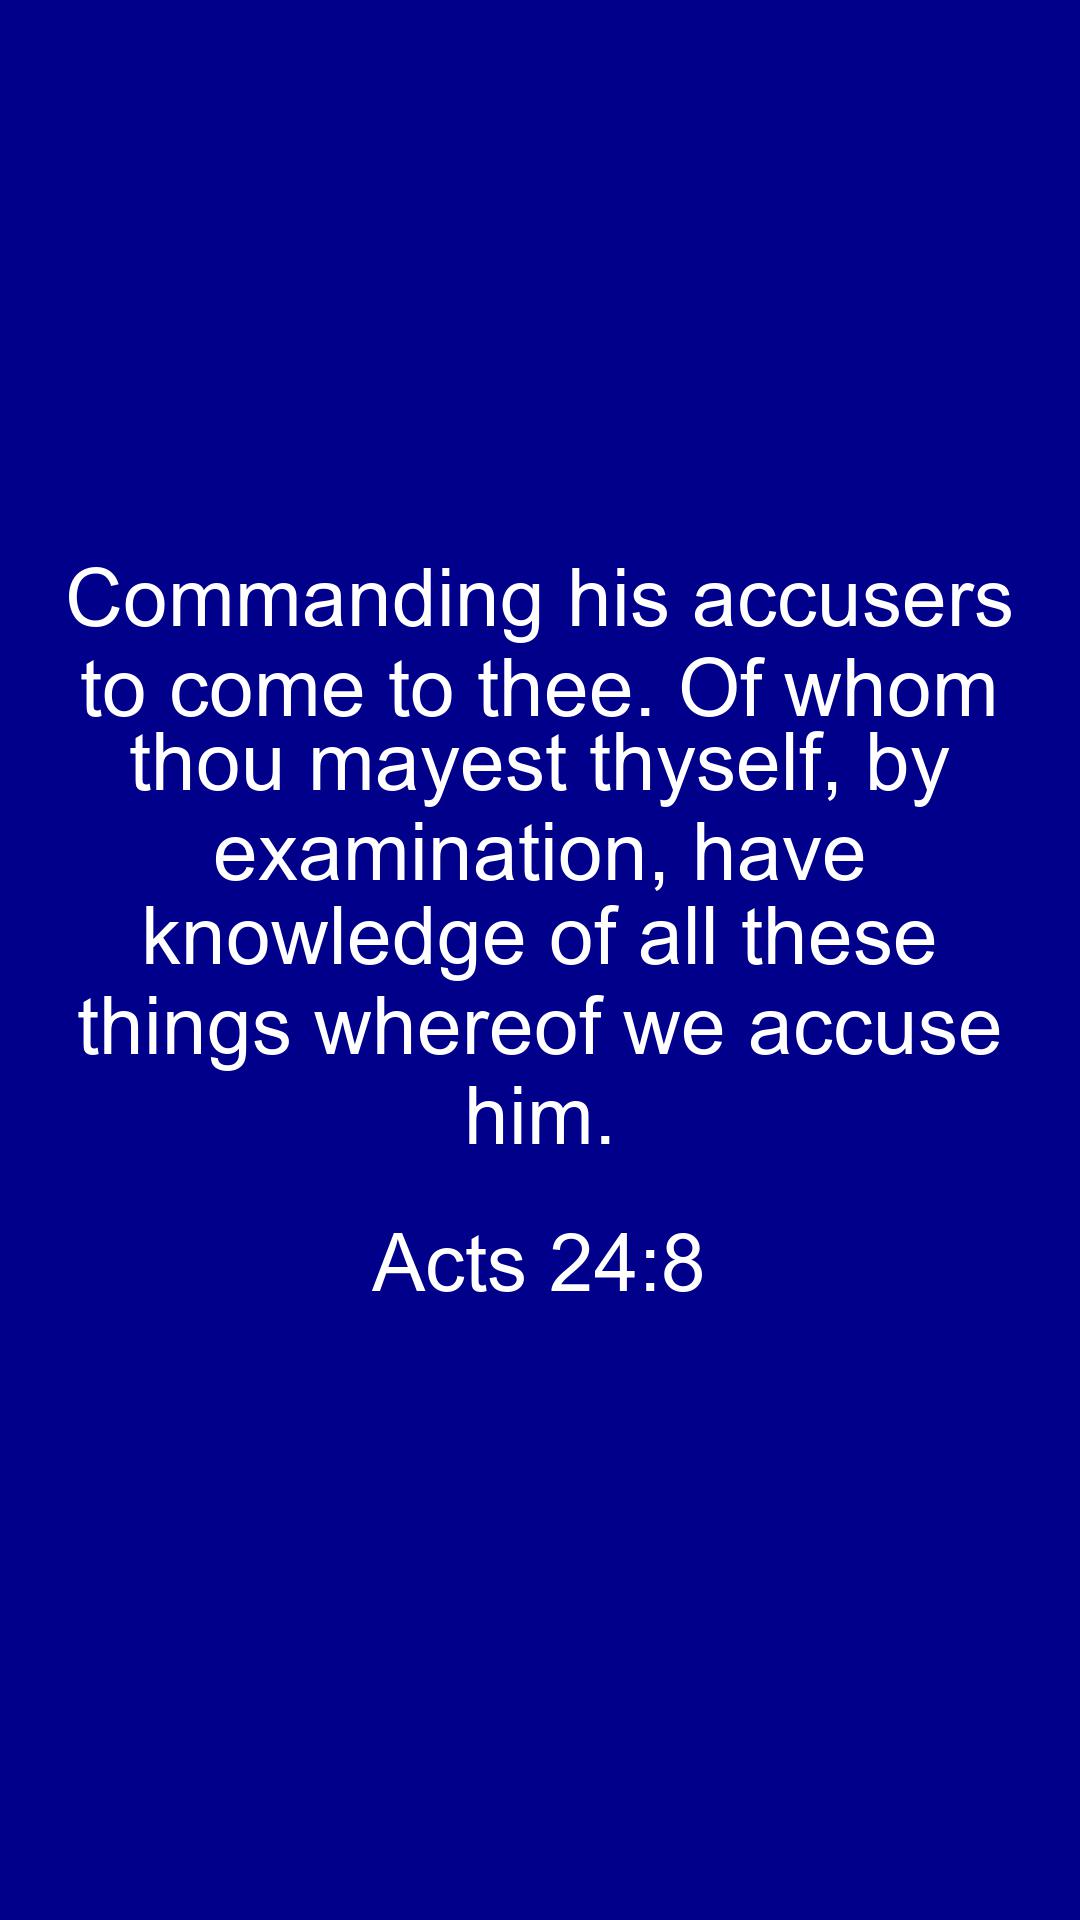 Commanding his accusers
to come to thee. Of whom
thou mayest thyself, by
examination, have
knowledge of all these
things whereof we accuse
him.
Acts 24:8